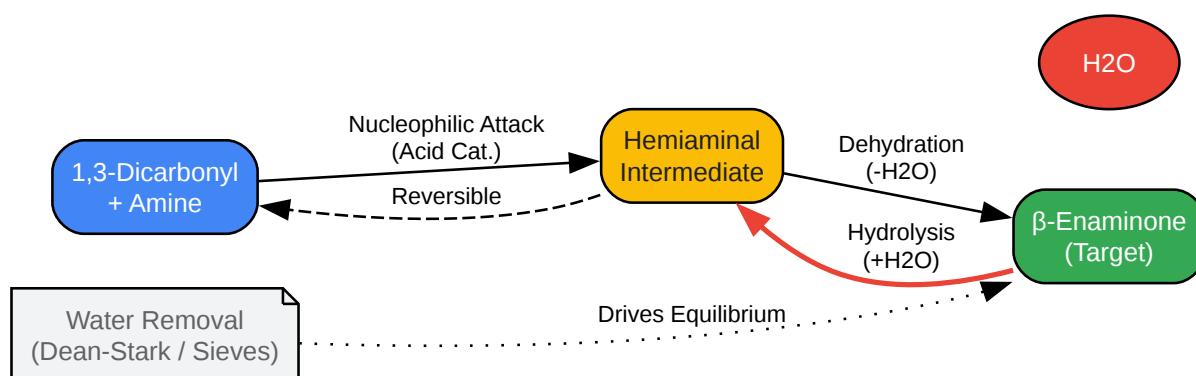 H2O
Nucleophilic Attack
(Acid Cat.)
Hemiaminal
Intermediate
Dehydration
(-H2O)
1,3-Dicarbonyl
+ Amine
Reversible
β-Enaminone
(Target)
Hydrolysis
(+H2O)
Water Removal
(Dean-Stark / Sieves)
Drives Equilibrium